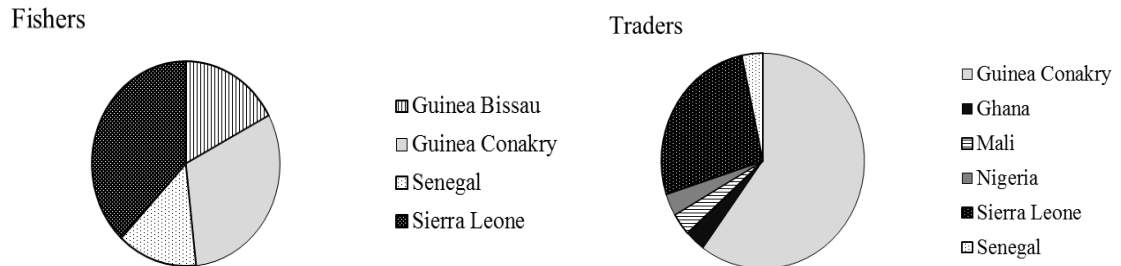 Fishers
Guinea Bissau
Guinea Conakry
Senegal
Sierra Leone
Traders
Guinea Conakry
Ghana
Mali
Nigeria
Sierra Leone
Senegal